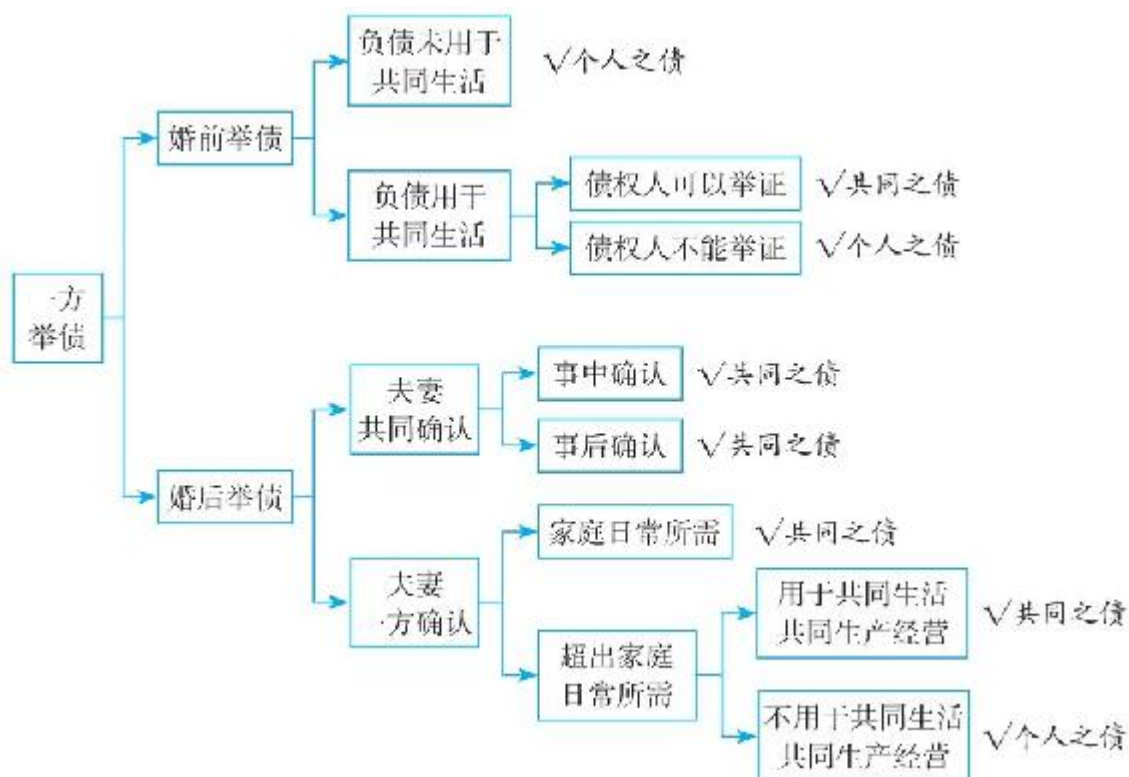 一方
举债
婚前举债
负债未用于
共同生活
√个人之债
负债用于
共同生活
债权人可以举证
√共同之债
债权人不能举证
√个人之债
婚后举债
夫妻
共同确认
事中确认
√共同之债
事后确认
√共同之债
夫妻
一方确认
家庭日常所需
√共同之债
超出家庭
日常所需
用于共同生活
共同生产经营
√共同之债
不用于共同生活
共同生产经营
√个人之债